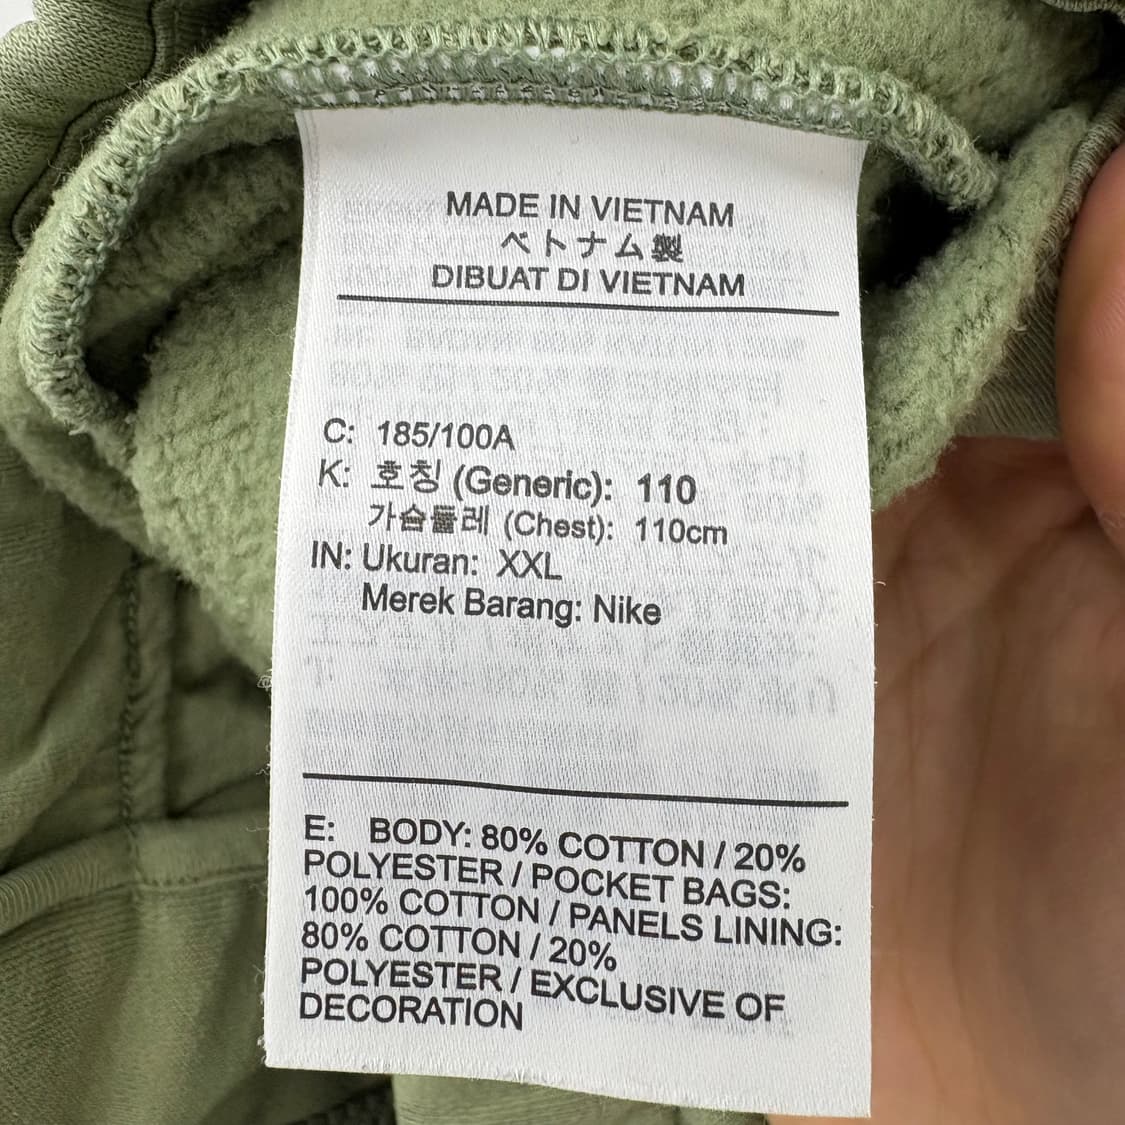 MADE IN VIETNAM
ベトナム製
DIBUAT DI VIETNAM
C: 185/100A
K: 호칭 (Generic): 110
가슴둘레 (Chest): 110cm
IN: Ukuran: XXL
Merek Barang: Nike
E: BODY: 80% COTTON / 20%
POLYESTER / POCKET BAGS:
100% COTTON / PANELS LINING:
80% COTTON / 20%
POLYESTER / EXCLUSIVE OF
DECORATION